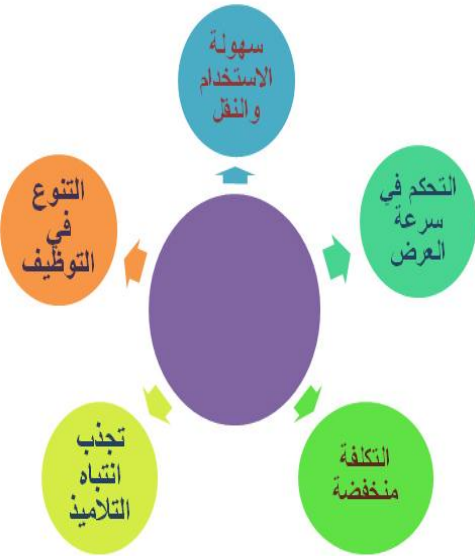 سهولة
الاستخدام
والنقل
التحكم في
سرعة
العرض
التكلفة
منخفضة
تجذب
انتباه
التلاميذ
التنوع
في
التوظيف